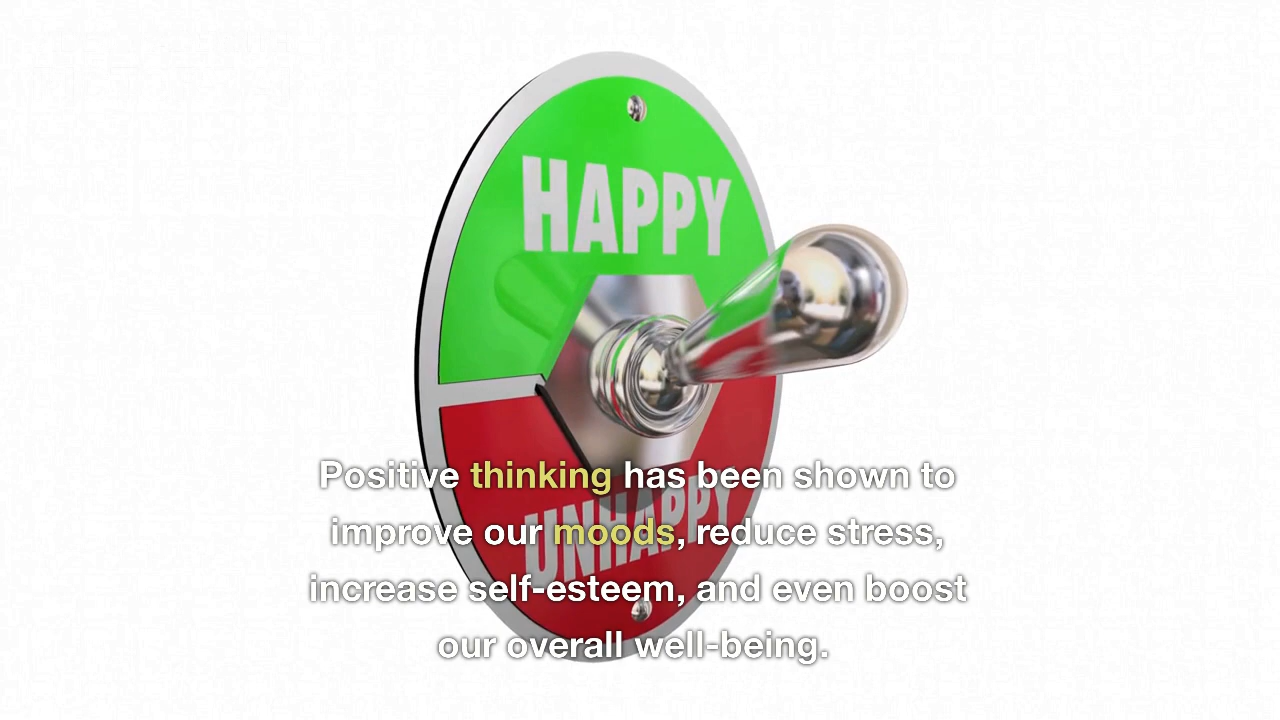 HAPPY
UNHAPPY
Positive thinking has been shown to
improve our moods, reduce stress,
increase self-esteem, and even boost
our overall well-being.